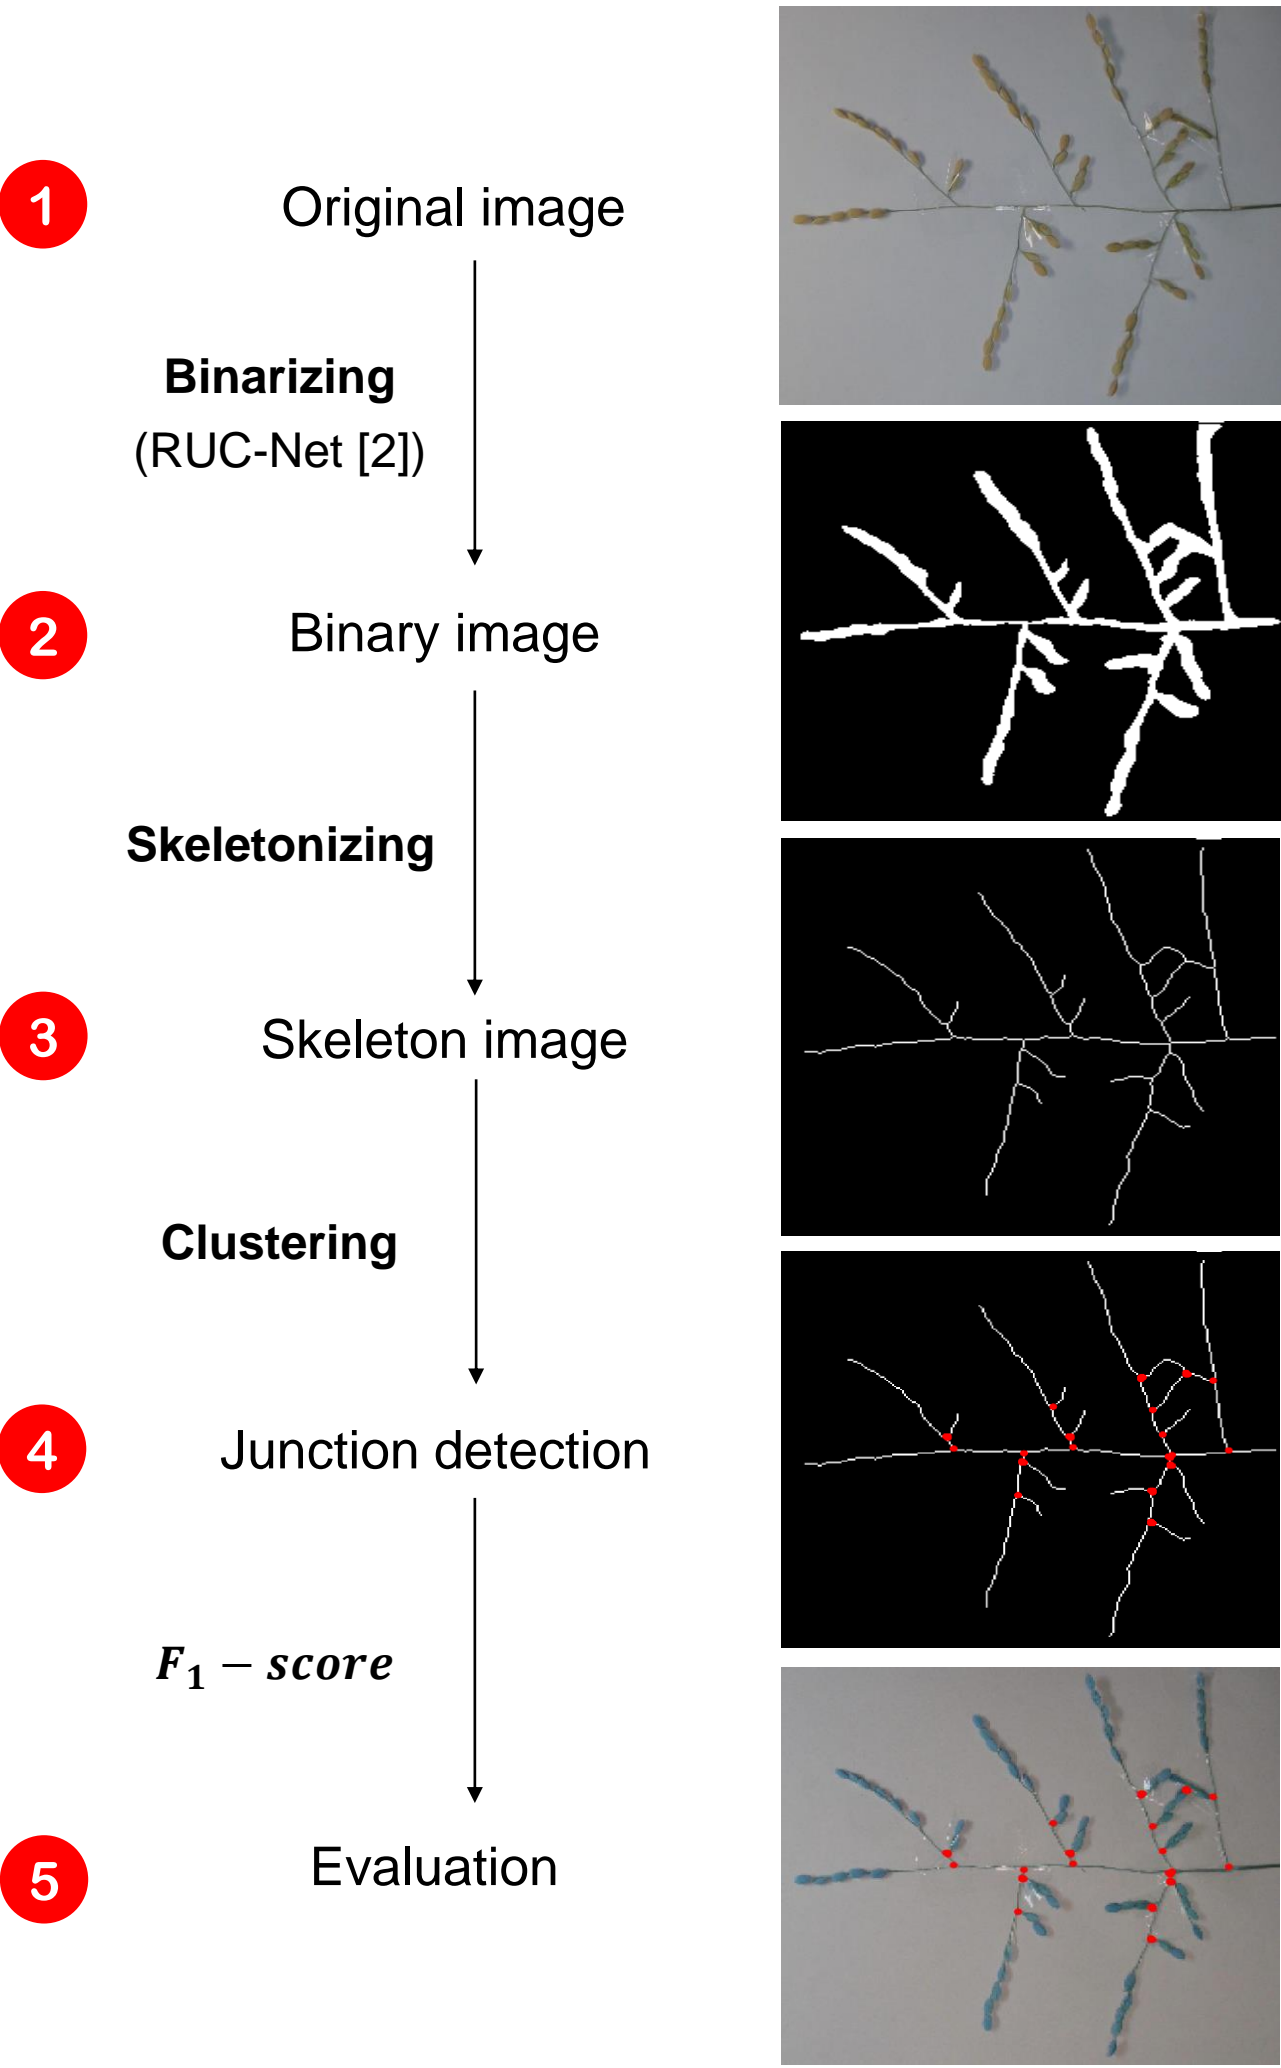 1
Original image
Binarizing
(RUC-Net [2])
2
Binary image
Skeletonizing
3
Skeleton image
Clustering
4
Junction detection
F₁ − score
5
Evaluation